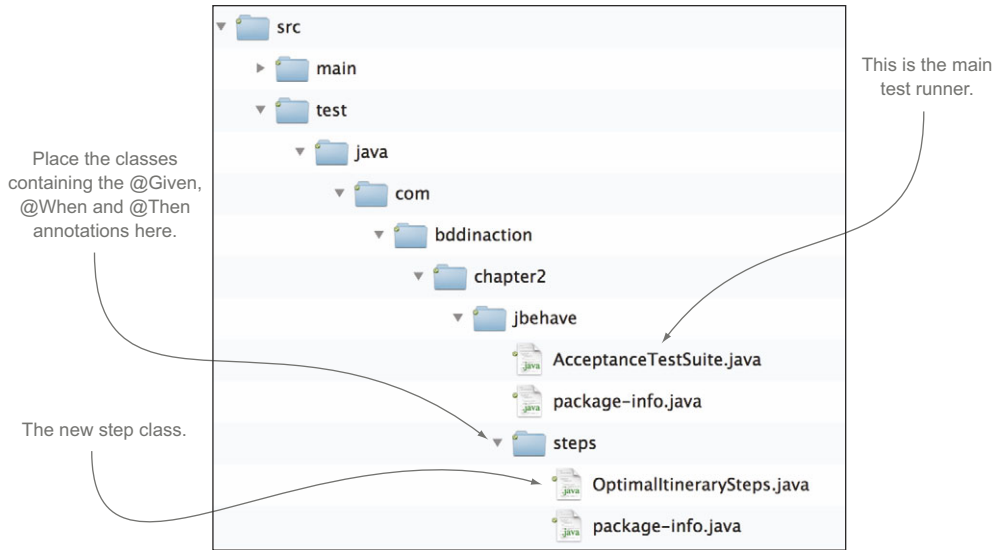 src
main
test
java
com
bddinaction
chapter2
jbehave
AcceptanceTestSuite.java
package-info.java
steps
OptimalItinerarySteps.java
package-info.java
This is the main
test runner.
Place the classes
containing the @Given,
@When and @Then
annotations here.
The new step class.